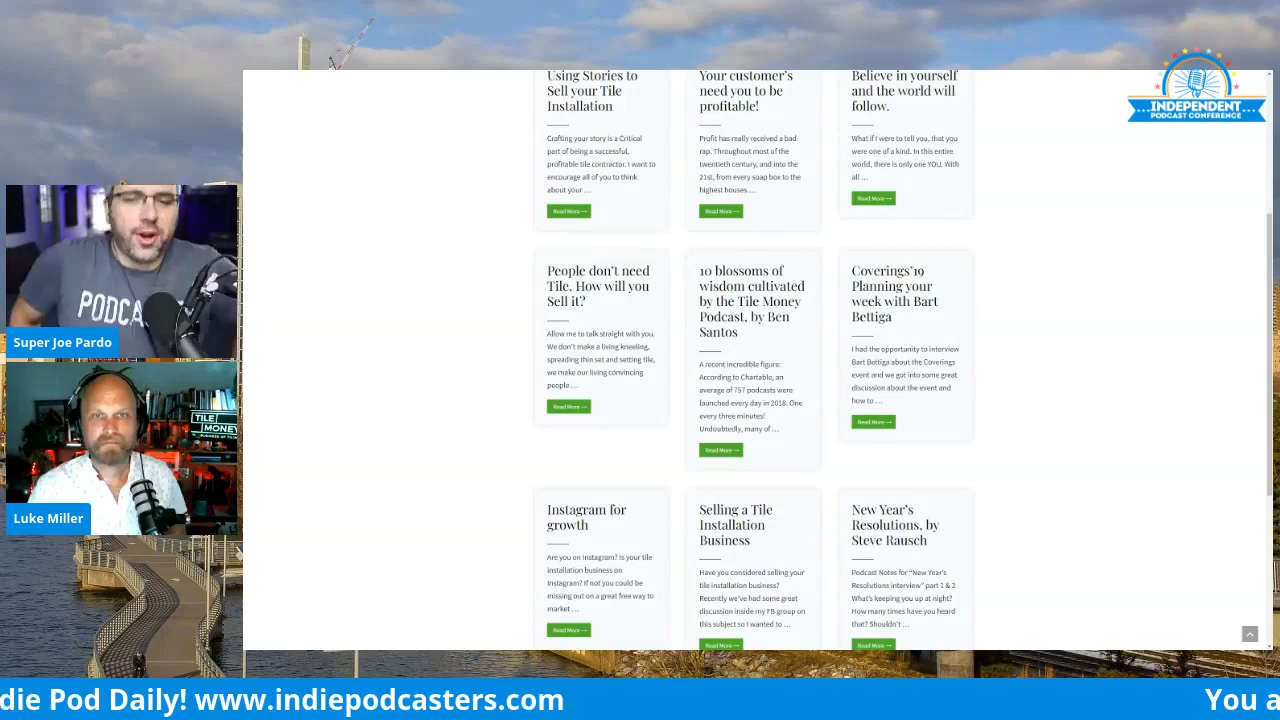 Using Stories to
Sell your Tile
Installation
Crafting your story is a Critical
part of being a successful,
profitable tile contractor. I want to
encourage all of you to think
about your …
Read More →
Your customer’s
need you to be
profitable!
Profit has really received a bad
rap. Throughout most of the
twentieth century, and into the
21st, from every soap box to the
highest houses …
Read More →
Believe in yourself
and the world will
follow.
What if I were to tell you, that you
were one of a kind. In this entire
world, there is only one YOU. With
all …
Read More →
INDEPENDENT
PODCAST CONFERENCE
PODCA
Super Joe Pardo
TILE
MONEY
Luke Miller
People don’t need
Tile. How will you
Sell it?
Allow me to talk straight with you.
We don’t make a living kneeling,
spreading thin set and setting tile,
we make our living convincing
people …
Read More →
10 blossoms of
wisdom cultivated
by the Tile Money
Podcast, by Ben
Santos
A recent incredible figure:
According to Chartable, an
average of 757 podcasts were
launched every day in 2018. One
every three minutes!
Undoubtedly, many of …
Read More →
Coverings’19
Planning your
week with Bart
Bettiga
I had the opportunity to interview
Bart Bettiga about the Coverings
event and we got into some great
discussion about the event and
how to …
Read More →
Instagram for
growth
Are you on Instagram? Is your tile
installation business on
Instagram? If not you could be
missing out on a great free way to
market …
Read More →
Selling a Tile
Installation
Business
Have you considered selling your
tile installation business?
Recently we’ve had some great
discussion inside my FB group on
this subject so I wanted to …
Read More →
New Year’s
Resolutions, by
Steve Rausch
Podcast Notes for “New Year’s
Resolutions interview” part 1 & 2
What’s keeping you up at night?
How many times have you heard
that? Shouldn’t …
Read More →
die Pod Daily! www.indiepodcasters.com
You a